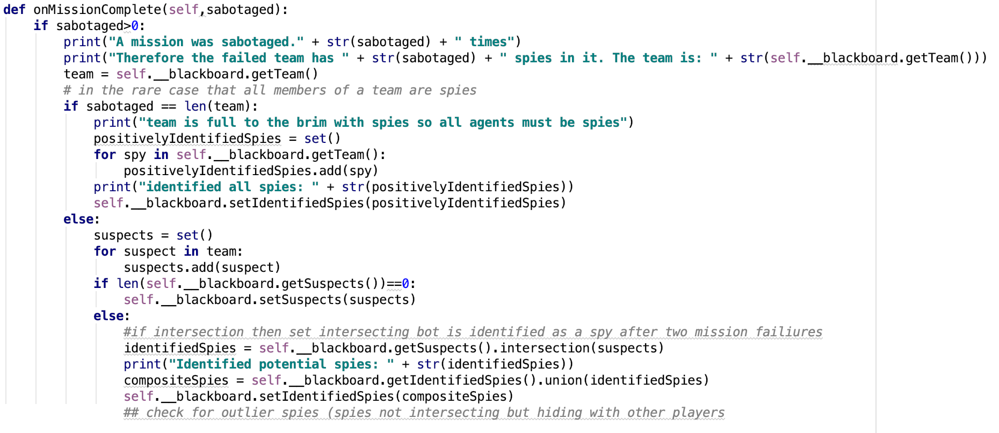 def onMissionComplete(self,sabotaged):
    if sabotaged>0:
        print("A mission was sabotaged." + str(sabotaged) + " times")
        print("Therefore the failed team has " + str(sabotaged) + " spies in it. The team is: " + str(self.__blackboard.getTeam()))
        team = self.__blackboard.getTeam()
        # in the rare case that all members of a team are spies
        if sabotaged == len(team):
            print("team is full to the brim with spies so all agents must be spies")
            positivelyIdentifiedSpies = set()
            for spy in self.__blackboard.getTeam():
                positivelyIdentifiedSpies.add(spy)
            print("identified all spies: " + str(positivelyIdentifiedSpies))
            self.__blackboard.setIdentifiedSpies(positivelyIdentifiedSpies)
        else:
            suspects = set()
            for suspect in team:
                suspects.add(suspect)
            if len(self.__blackboard.getSuspects())==0:
                self.__blackboard.setSuspects(suspects)
            else:
                #if intersection then set intersecting bot is identified as a spy after two mission failiures
                identifiedSpies = self.__blackboard.getSuspects().intersection(suspects)
                print("Identified potential spies: " + str(identifiedSpies))
                compositeSpies = self.__blackboard.getIdentifiedSpies().union(identifiedSpies)
                self.__blackboard.setIdentifiedSpies(compositeSpies)
                ## check for outlier spies (spies not intersecting but hiding with other players